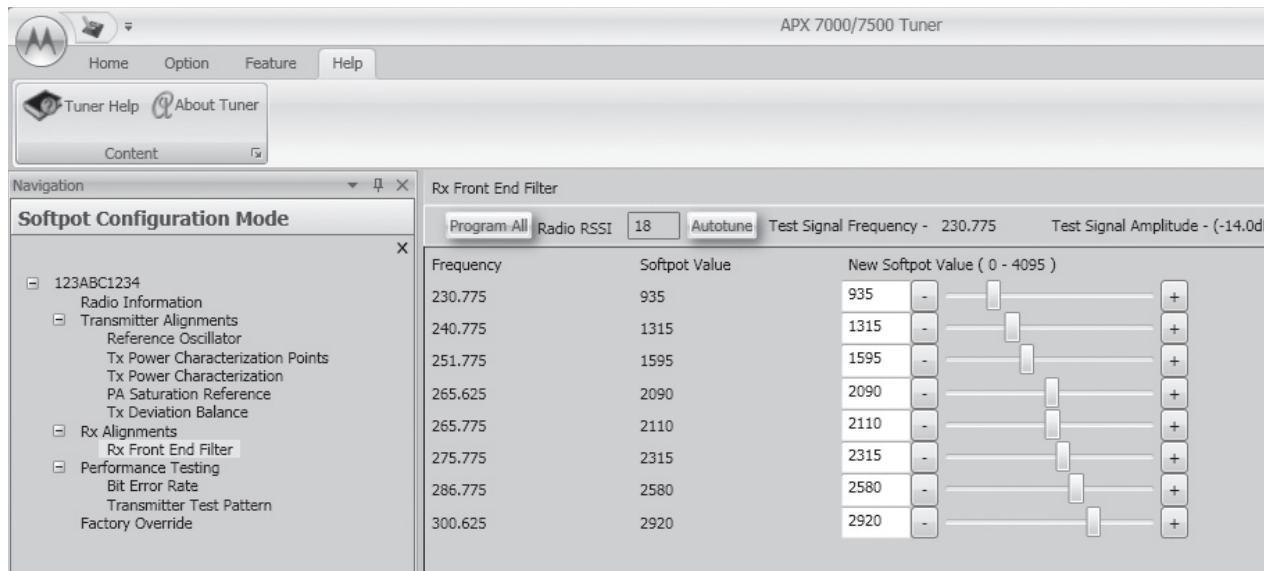 APX 7000/7500 Tuner
Home Option Feature Help
Tuner Help About Tuner
Content
Navigation
Softpot Configuration Mode
123ABC1234
Radio Information
Transmitter Alignments
Reference Oscillator
Tx Power Characterization Points
Tx Power Characterization
PA Saturation Reference
Tx Deviation Balance
Rx Alignments
Rx Front End Filter
Performance Testing
Bit Error Rate
Transmitter Test Pattern
Factory Override
Rx Front End Filter
Program All Radio RSSI 18 Autotune Test Signal Frequency - 230.775 Test Signal Amplitude - (-14.0d
Frequency Softpot Value New Softpot Value ( 0 - 4095 )
230.775 935 935 - +
240.775 1315 1315 - +
251.775 1595 1595 - +
265.625 2090 2090 - +
265.775 2110 2110 - +
275.775 2315 2315 - +
286.775 2580 2580 - +
300.625 2920 2920 - +